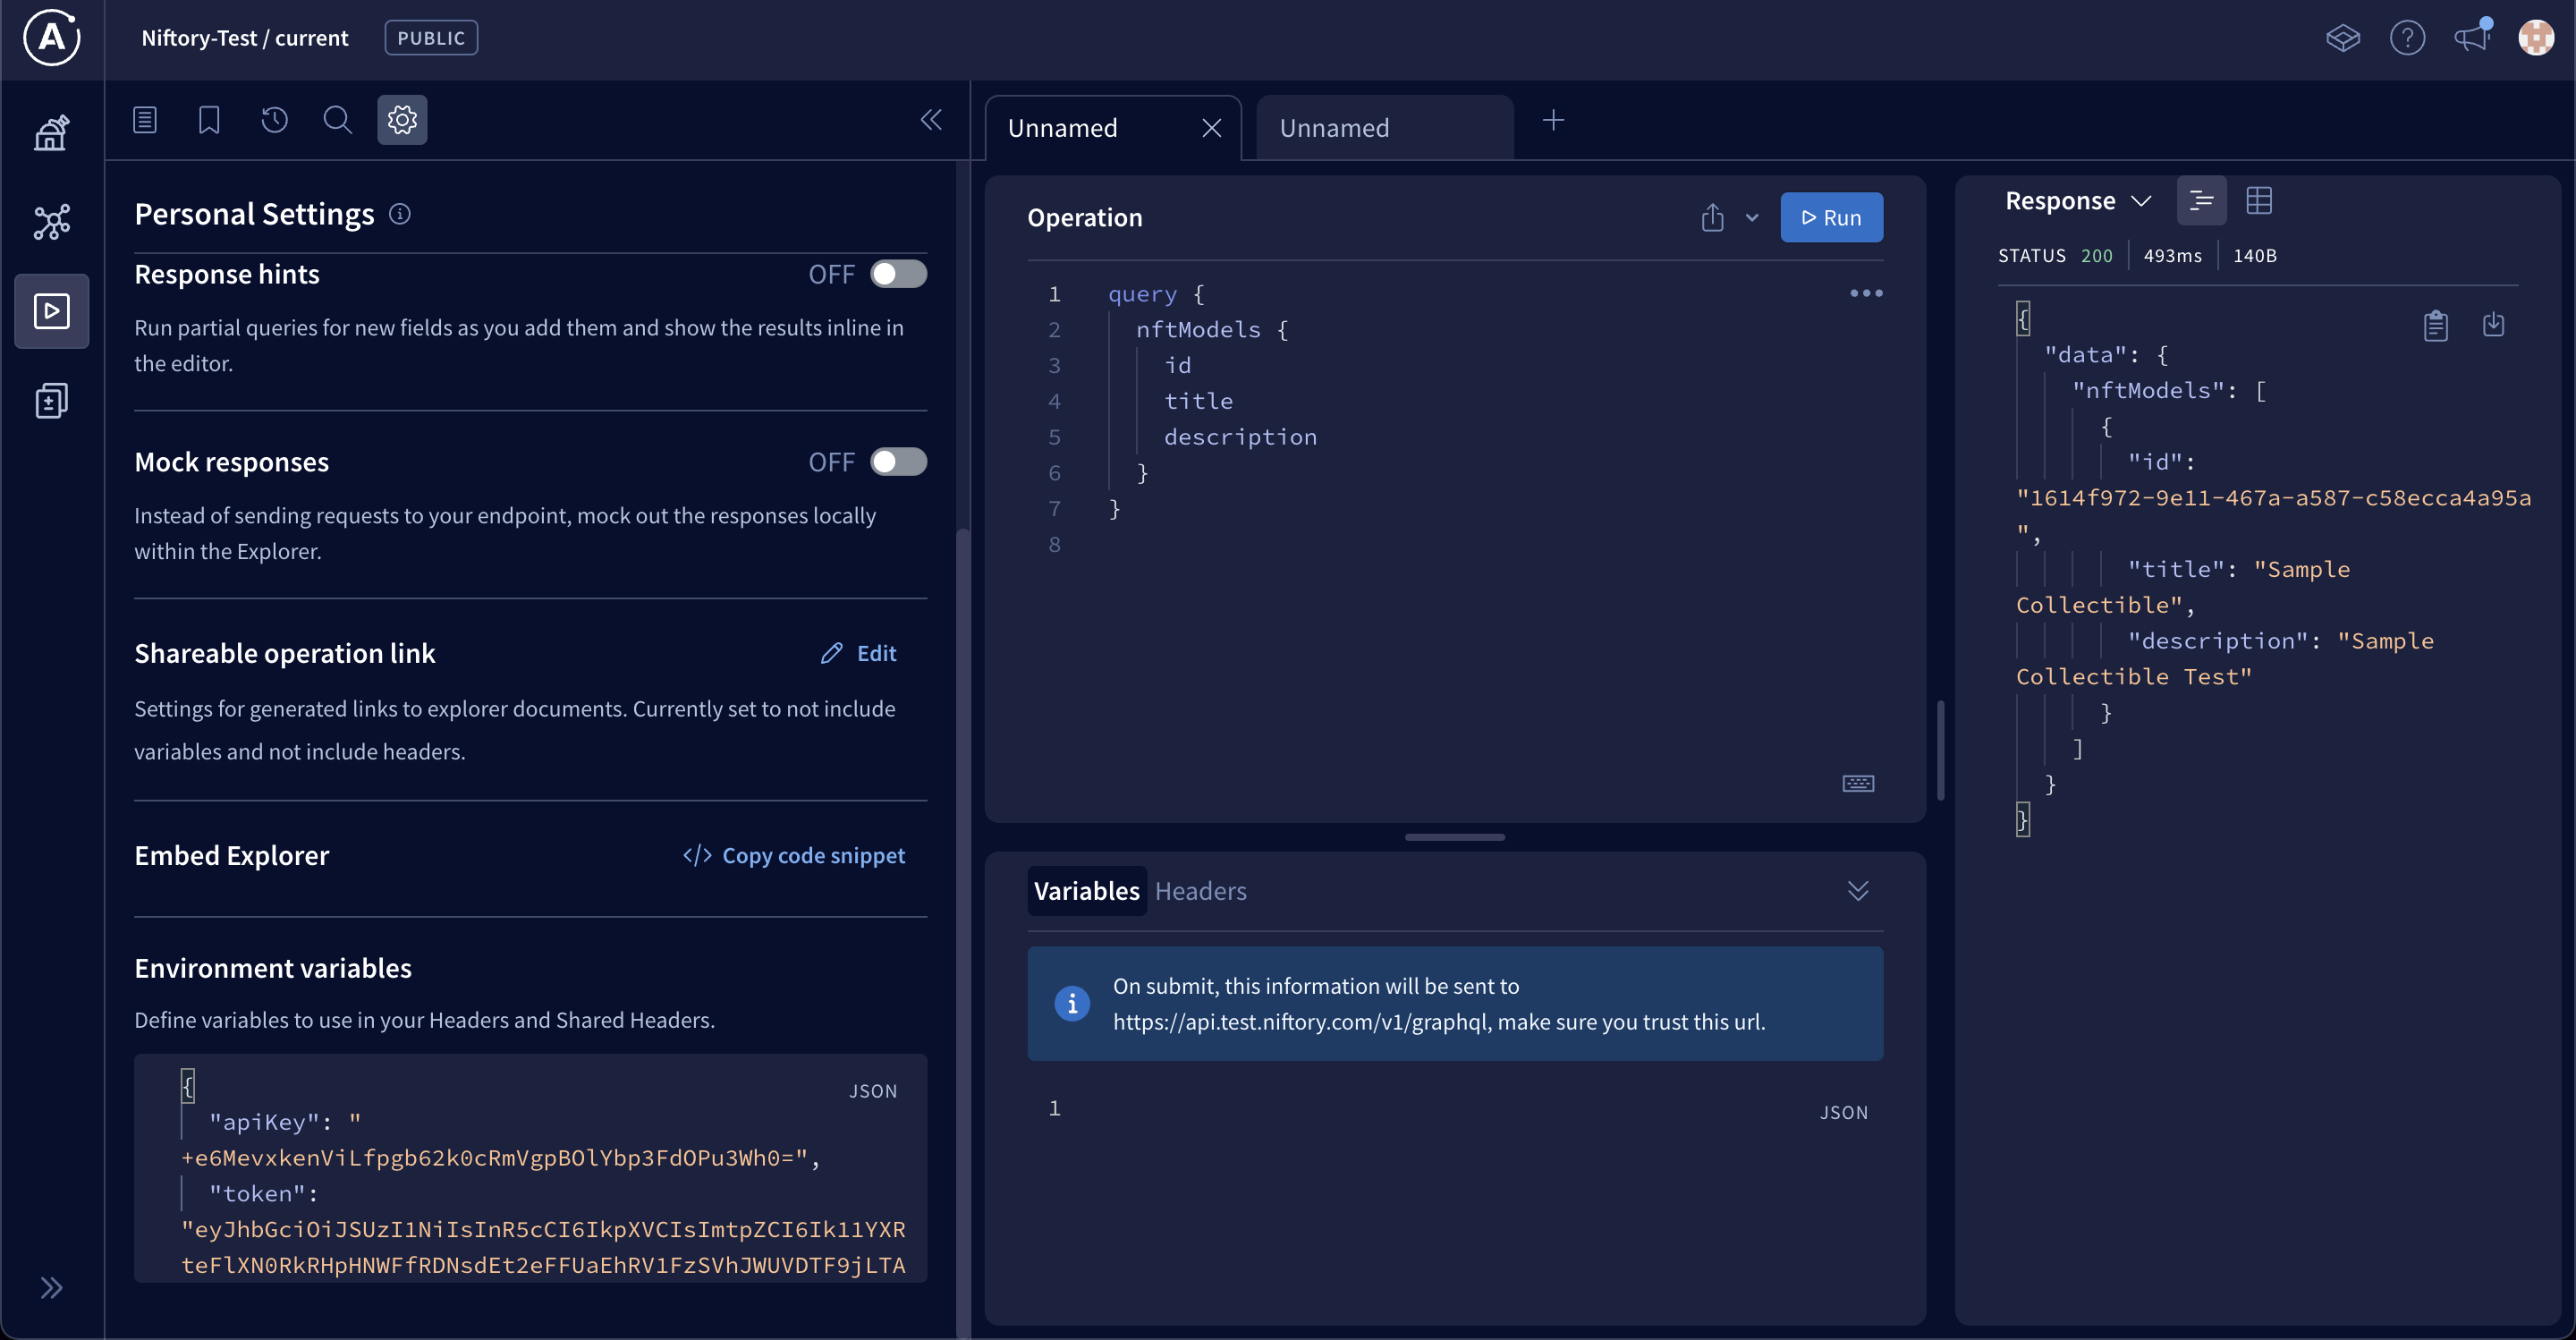 Niftory-Test / current
PUBLIC
Personal Settings
Response hints
OFF
Run partial queries for new fields as you add them and show the results inline in
the editor.
Mock responses
OFF
Instead of sending requests to your endpoint, mock out the responses locally
within the Explorer.
Shareable operation link
Edit
Settings for generated links to explorer documents. Currently set to not include
variables and not include headers.
Embed Explorer
</> Copy code snippet
Environment variables
Define variables to use in your Headers and Shared Headers.
JSON
{
"apiKey": "
+e6MevxkenViLfpgb62k0cRmVgpBOlYbp3FdOPu3Wh0=",
"token":
"eyJhbGciOiJSUzI1NiIsInR5cCI6IkpXVCIsImtpZCI6Ik11YXR
teFlXN0RkRHpHNWFfRDNsdEt2eFFUaEhRV1FzSVhJWUVDTF9jLTA
Unnamed
Unnamed
Operation
Run
1 query {
2 nftModels {
3 id
4 title
5 description
6 }
7 }
8
Variables
Headers
On submit, this information will be sent to
https://api.test.niftory.com/v1/graphql, make sure you trust this url.
1
JSON
Response
STATUS 200 493ms 140B
{
"data": {
"nftModels": [
{
"id":
"1614f972-9e11-467a-a587-c58ecca4a95a
",
"title": "Sample
Collectible",
"description": "Sample
Collectible Test"
}
]
}
}